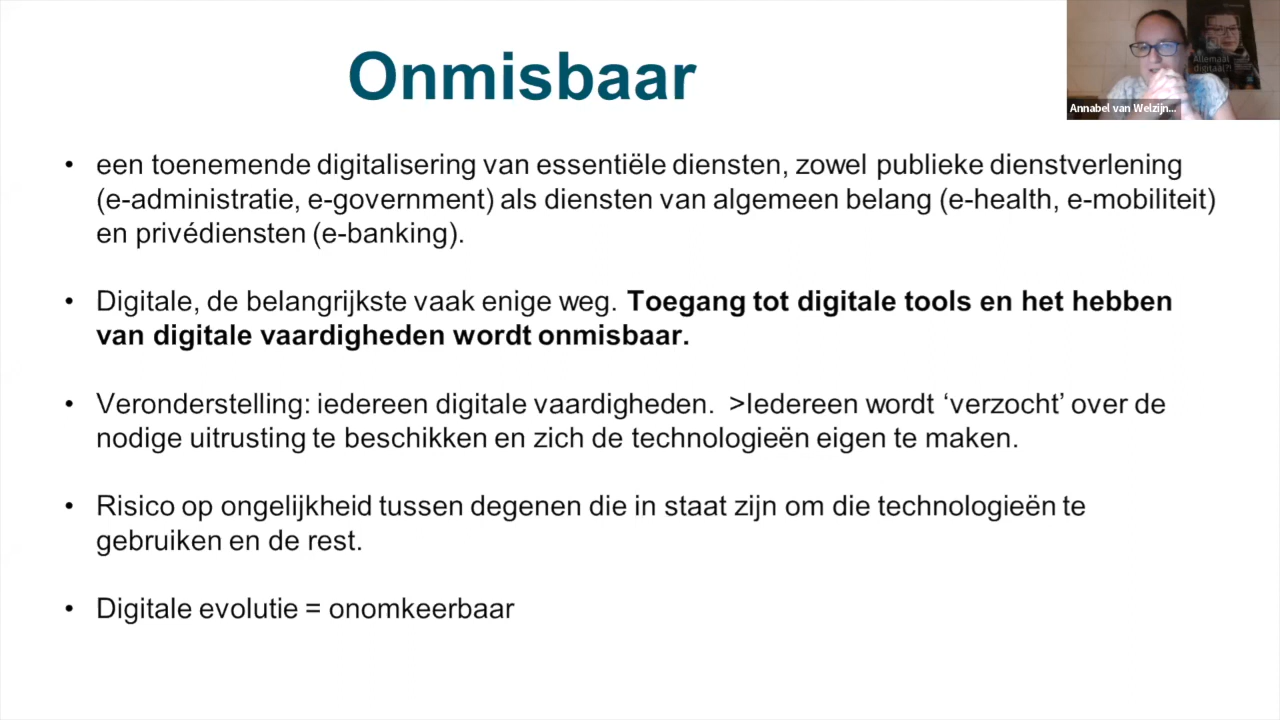 Onmisbaar
Allemaal
digitaal?!
Annabel van Welzijn...
• een toenemende digitalisering van essentiële diensten, zowel publieke dienstverlening
(e-administratie, e-government) als diensten van algemeen belang (e-health, e-mobiliteit)
en privédiensten (e-banking).
• Digitale, de belangrijkste vaak enige weg. Toegang tot digitale tools en het hebben
van digitale vaardigheden wordt onmisbaar.
• Veronderstelling: iedereen digitale vaardigheden. >Iedereen wordt ‘verzocht’ over de
nodige uitrusting te beschikken en zich de technologieën eigen te maken.
• Risico op ongelijkheid tussen degenen die in staat zijn om die technologieën te
gebruiken en de rest.
• Digitale evolutie = onomkeerbaar